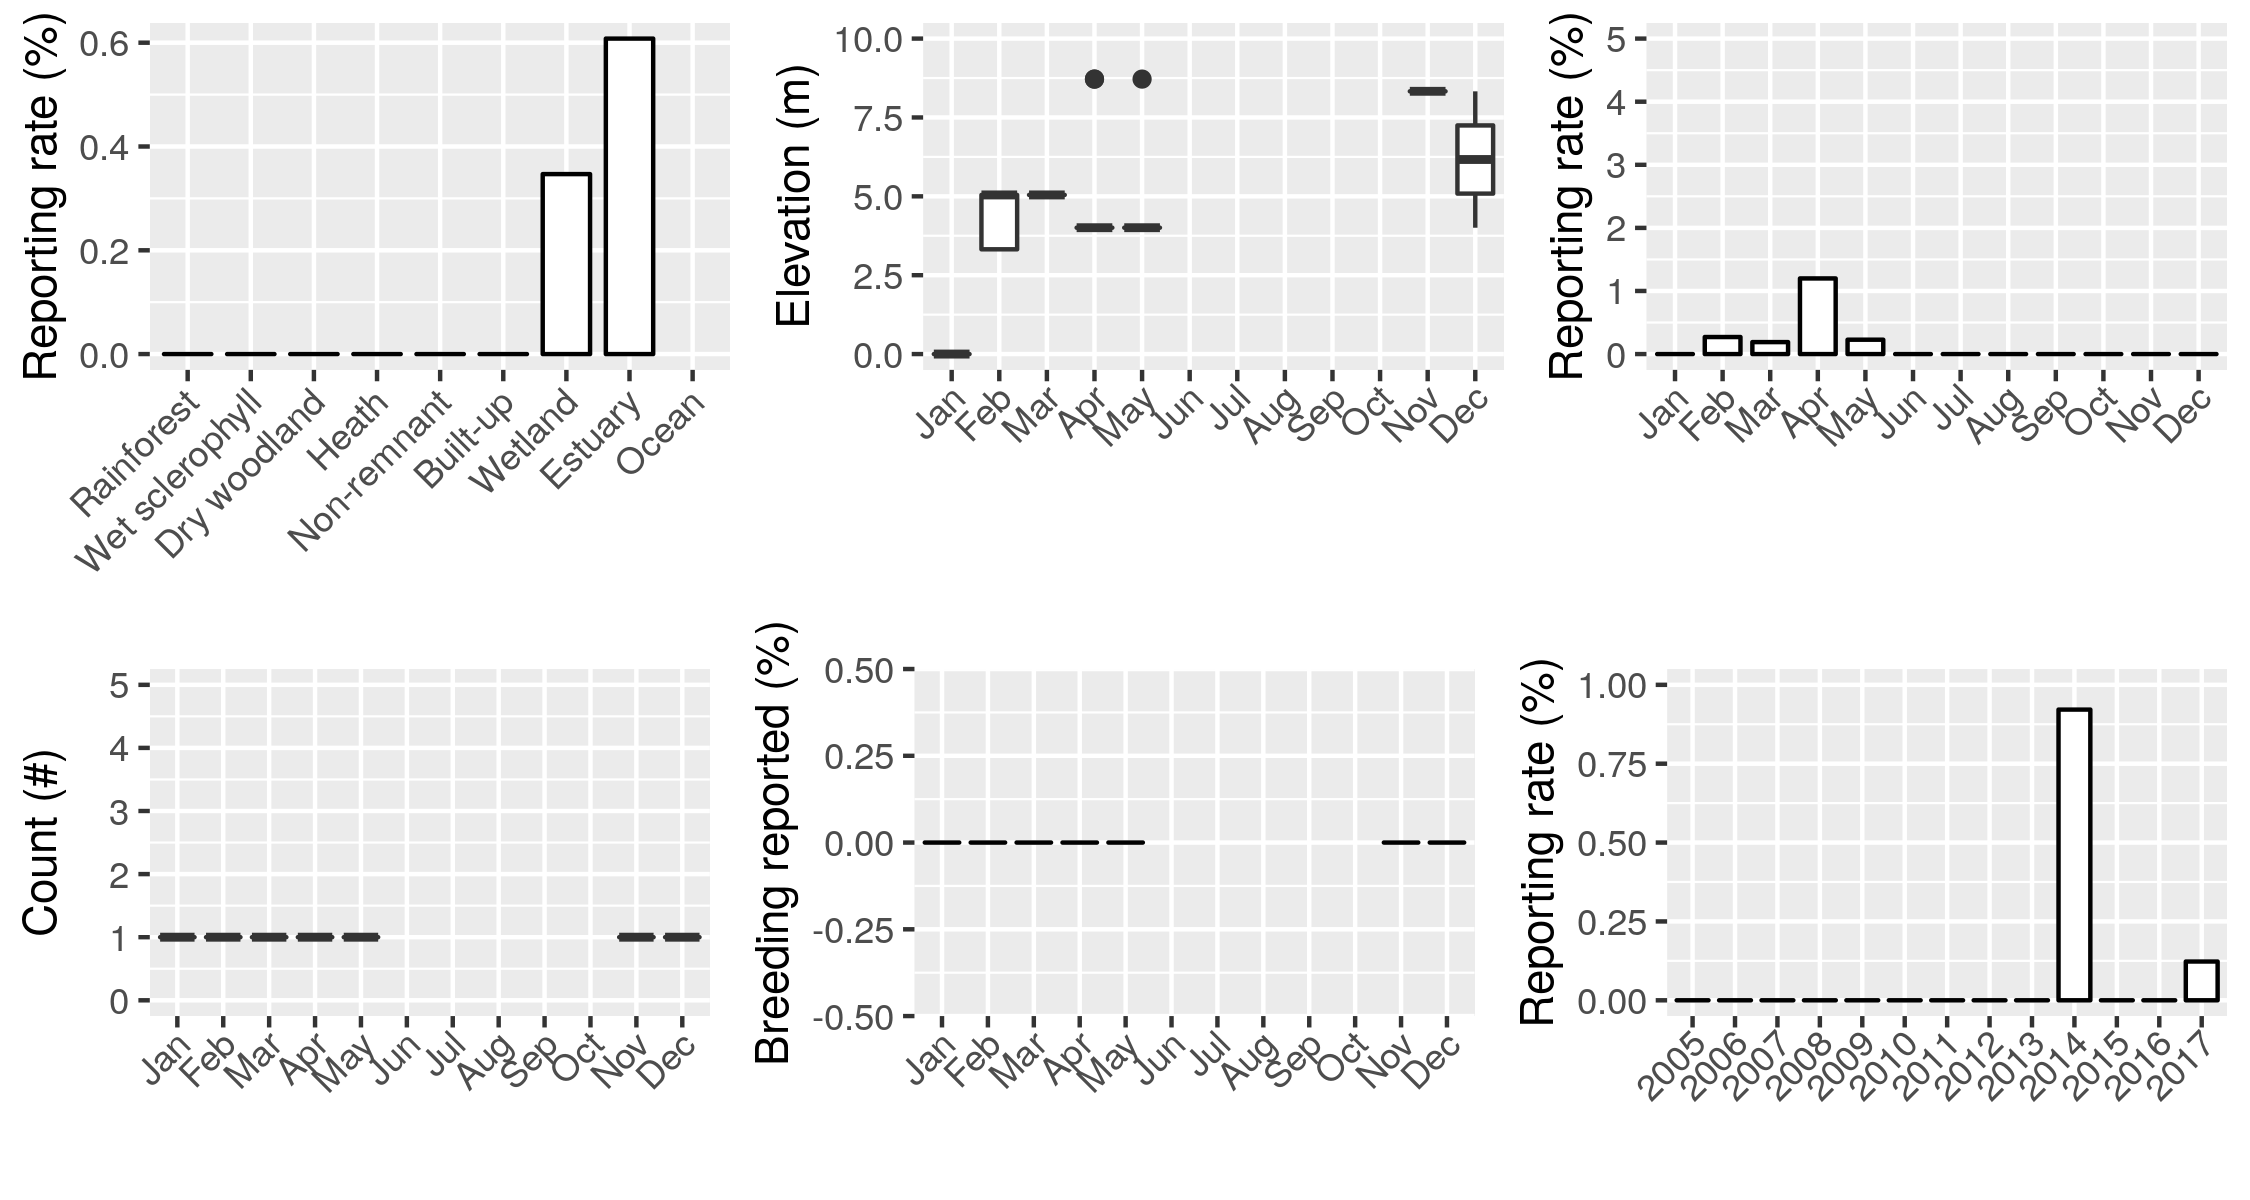 Reporting rate (%)
0.6
0.4
0.2
0.0
Rainforest
Wet sclerophyll
Dry woodland
Heath
Non-remnant
Built-up
Wetland
Estuary
Ocean
Elevation (m)
10.0
7.5
5.0
2.5
0.0
Jan
Feb
Mar
Apr
May
Jun
Jul
Aug
Sep
Oct
Nov
Dec
Reporting rate (%)
5
4
3
2
1
0
Jan
Feb
Mar
Apr
May
Jun
Jul
Aug
Sep
Oct
Nov
Dec
Count (#)
5
4
3
2
1
0
Jan
Feb
Mar
Apr
May
Jun
Jul
Aug
Sep
Oct
Nov
Dec
Breeding reported (%)
0.50
0.25
0.00
-0.25
-0.50
Jan
Feb
Mar
Apr
May
Jun
Jul
Aug
Sep
Oct
Nov
Dec
Reporting rate (%)
1.00
0.75
0.50
0.25
0.00
2005
2006
2007
2008
2009
2010
2011
2012
2013
2014
2015
2016
2017